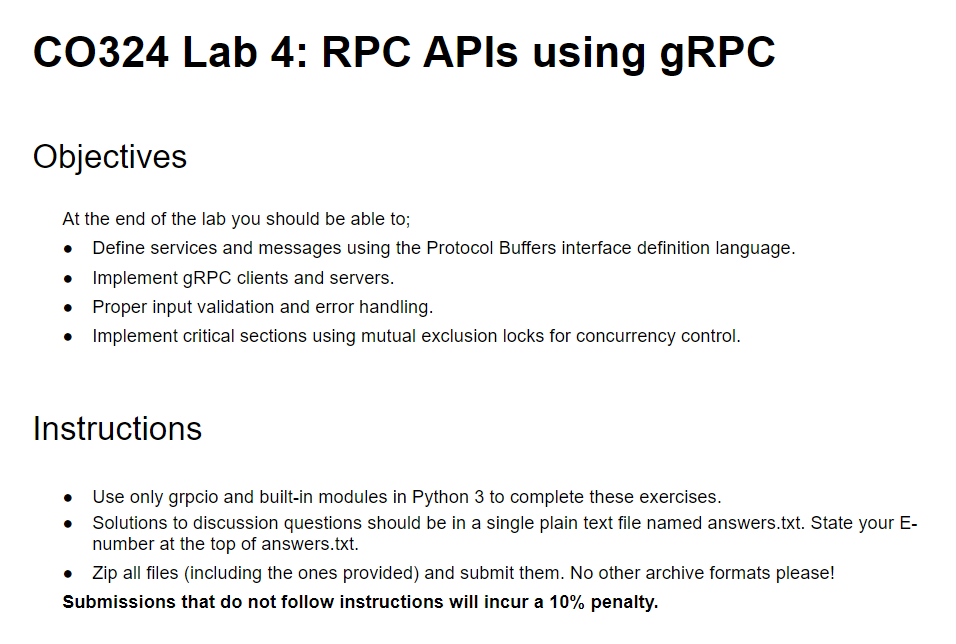 CO324 Lab 4: RPC APIs using gRPC
Objectives
At the end of the lab you should be able to;
● Define services and messages using the Protocol Buffers interface definition language.
● Implement gRPC clients and servers.
● Proper input validation and error handling.
● Implement critical sections using mutual exclusion locks for concurrency control.
Instructions
● Use only grpcio and built-in modules in Python 3 to complete these exercises.
● Solutions to discussion questions should be in a single plain text file named answers.txt. State your E-
number at the top of answers.txt.
● Zip all files (including the ones provided) and submit them. No other archive formats please!
Submissions that do not follow instructions will incur a 10% penalty.